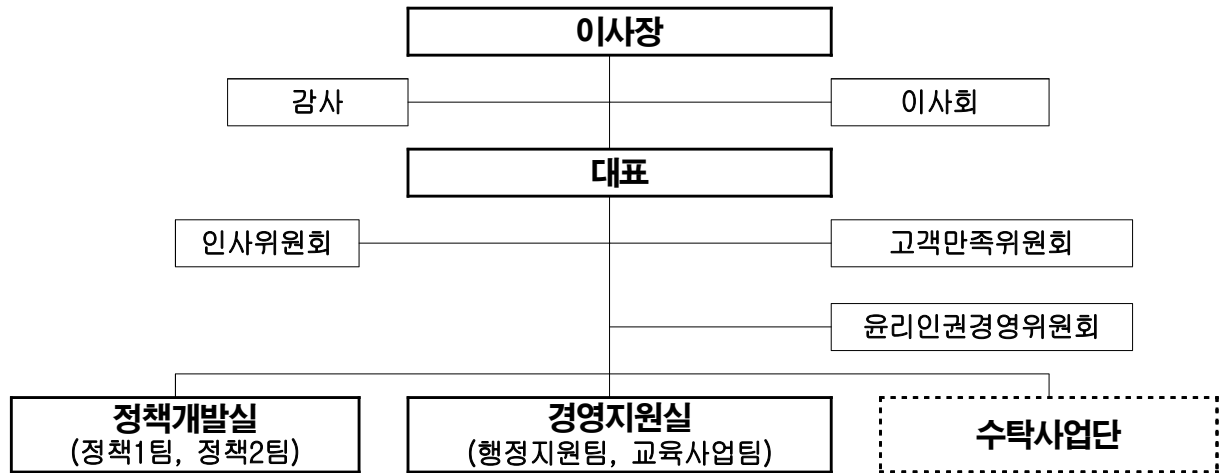 이사장
감사
이사회
대표
인사위원회
고객만족위원회
윤리인권경영위원회
정책개발실
(정책1팀, 정책2팀)
경영지원실
(행정지원팀, 교육사업팀)
수탁사업단